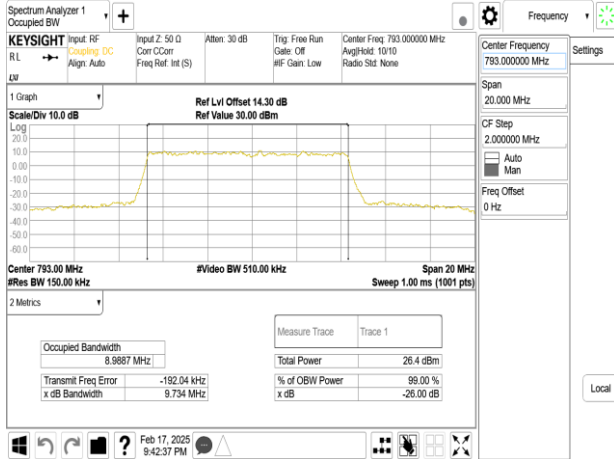 Spectrum Analyzer 1
Occupied BW
Frequency
KEYSIGHT
RL
LXI
Input: RF
Coupling: DC
Align: Auto
Input Z: 50 Ω
Corr CCorr
Freq Ref: Int (S)
Atten: 30 dB
Trig: Free Run
Gate: Off
#IF Gain: Low
Center Freq: 793.000000 MHz
Avg|Hold: 10/10
Radio Std: None
Center Frequency
793.000000 MHz
Settings
Span
20.000 MHz
CF Step
2.000000 MHz
Auto
Man
Freq Offset
0 Hz
Local
1 Graph
Scale/Div 10.0 dB
Ref Lvl Offset 14.30 dB
Ref Value 30.00 dBm
Log
20.0
10.0
0.00
-10.0
-20.0
-30.0
-40.0
-50.0
-60.0
Center 793.00 MHz
#Video BW 510.00 kHz
Span 20 MHz
#Res BW 150.00 kHz
Sweep 1.00 ms (1001 pts)
2 Metrics
Measure Trace
Trace 1
Occupied Bandwidth
8.9887 MHz
Total Power
26.4 dBm
Transmit Freq Error
-192.04 kHz
% of OBW Power
99.00 %
x dB Bandwidth
9.734 MHz
x dB
-26.00 dB
?
Feb 17, 2025
9:42:37 PM